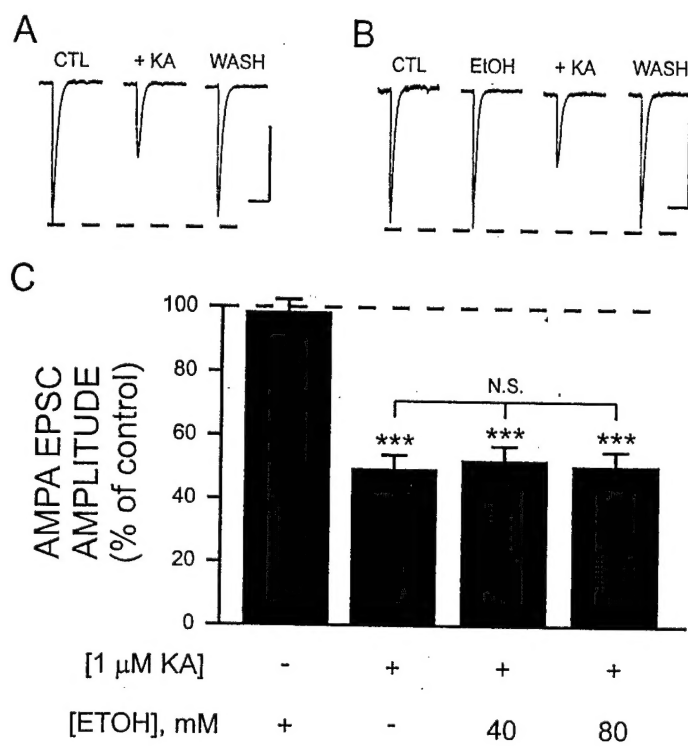 A
CTL + KA WASH
B
CTL EtOH + KA WASH
C
AMPA EPSC
AMPLITUDE
(% of control)
100
80
60
40
20
0
N.S.
*** *** ***
[1 µM KA] - + + +
[ETOH], mM + - 40 80